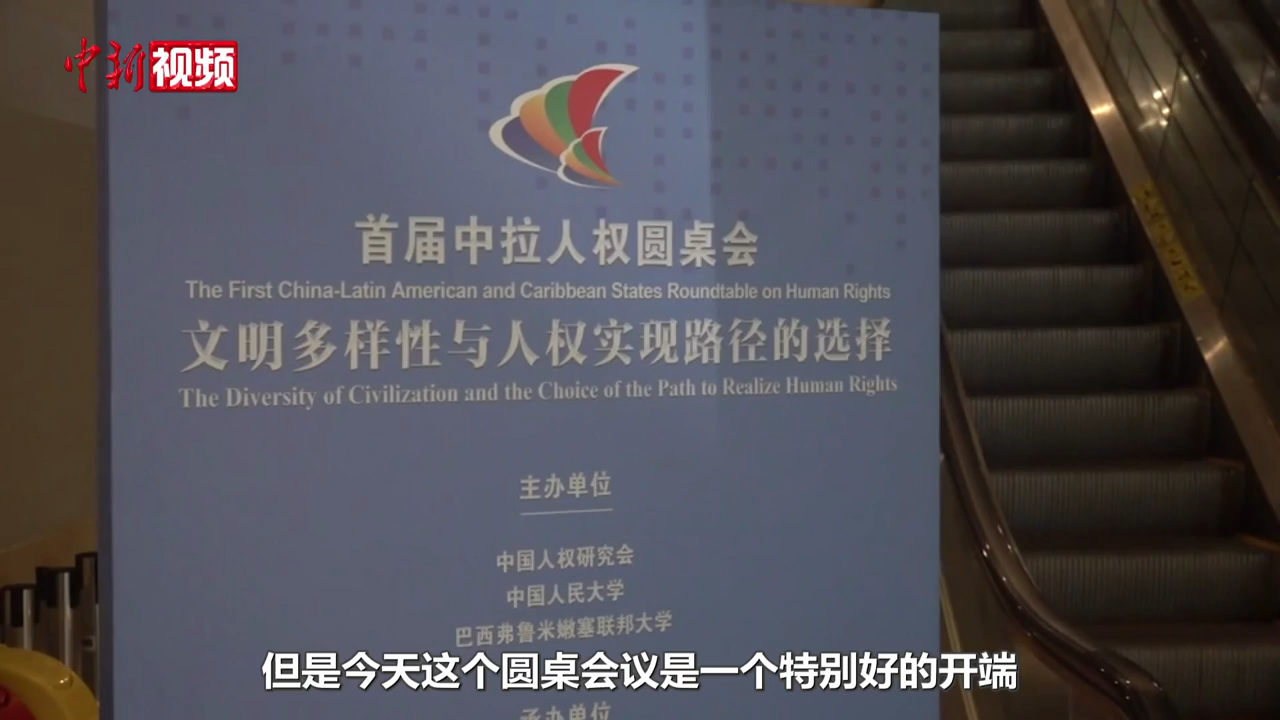 中新视频
首届中拉人权圆桌会
The First China-Latin American and Caribbean States Roundtable on Human Rights
文明多样性与人权实现路径的选择
The Diversity of Civilization and the Choice of the Path to Realize Human Rights
主办单位
中国人权研究会
中国人民大学
巴西弗鲁米嫩塞联邦大学
但是今天这个圆桌会议是一个特别好的开端
承办单位